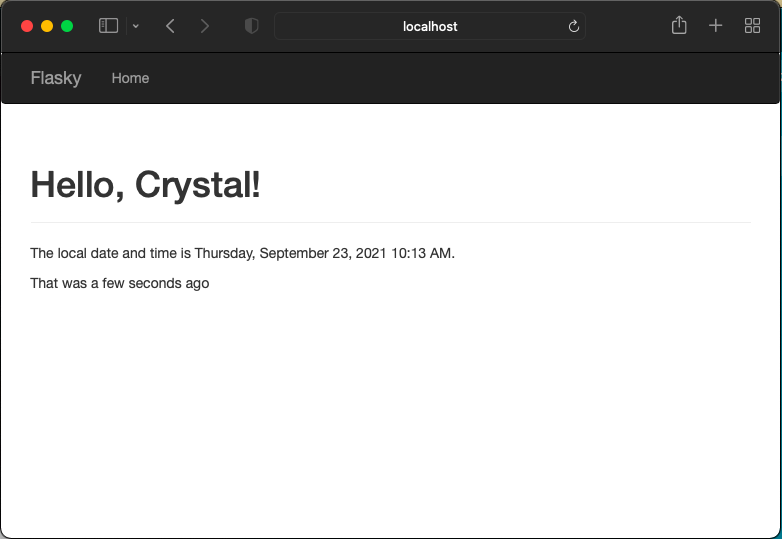 localhost
Flasky Home
Hello, Crystal!
The local date and time is Thursday, September 23, 2021 10:13 AM.
That was a few seconds ago